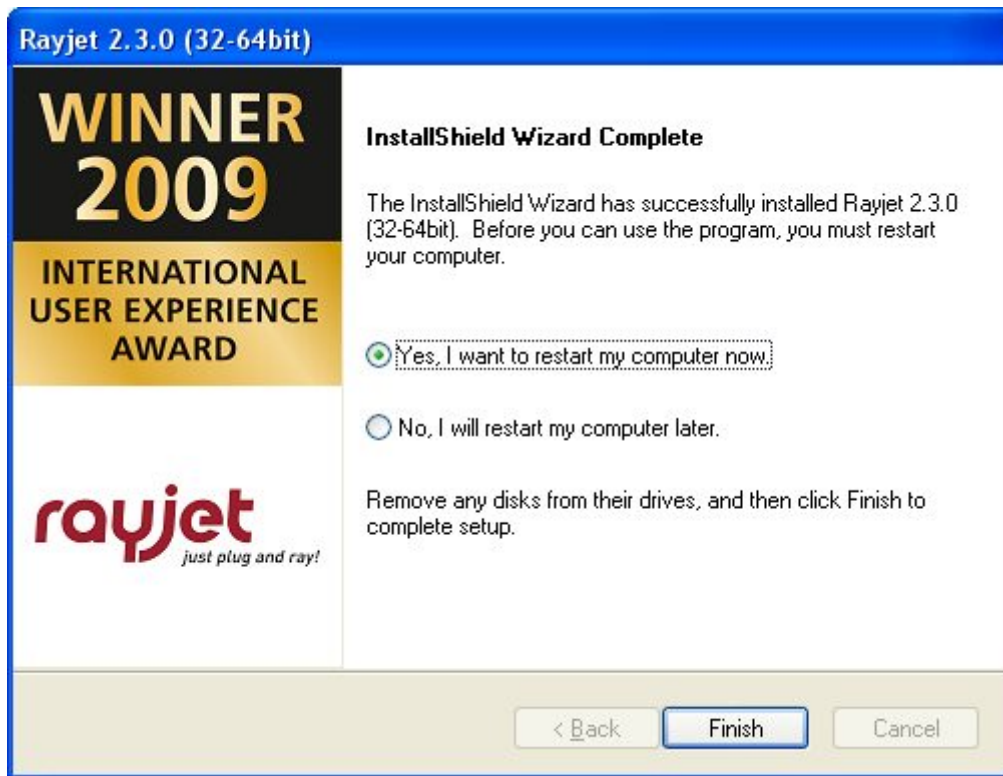 Rayjet 2.3.0 (32-64bit)
WINNER
2009
INTERNATIONAL
USER EXPERIENCE
AWARD
rayjet
just plug and ray!
InstallShield Wizard Complete
The InstallShield Wizard has successfully installed Rayjet 2.3.0
(32-64bit).  Before you can use the program, you must restart
your computer.
Yes, I want to restart my computer now.
No, I will restart my computer later.
Remove any disks from their drives, and then click Finish to
complete setup.
< Back
Finish
Cancel